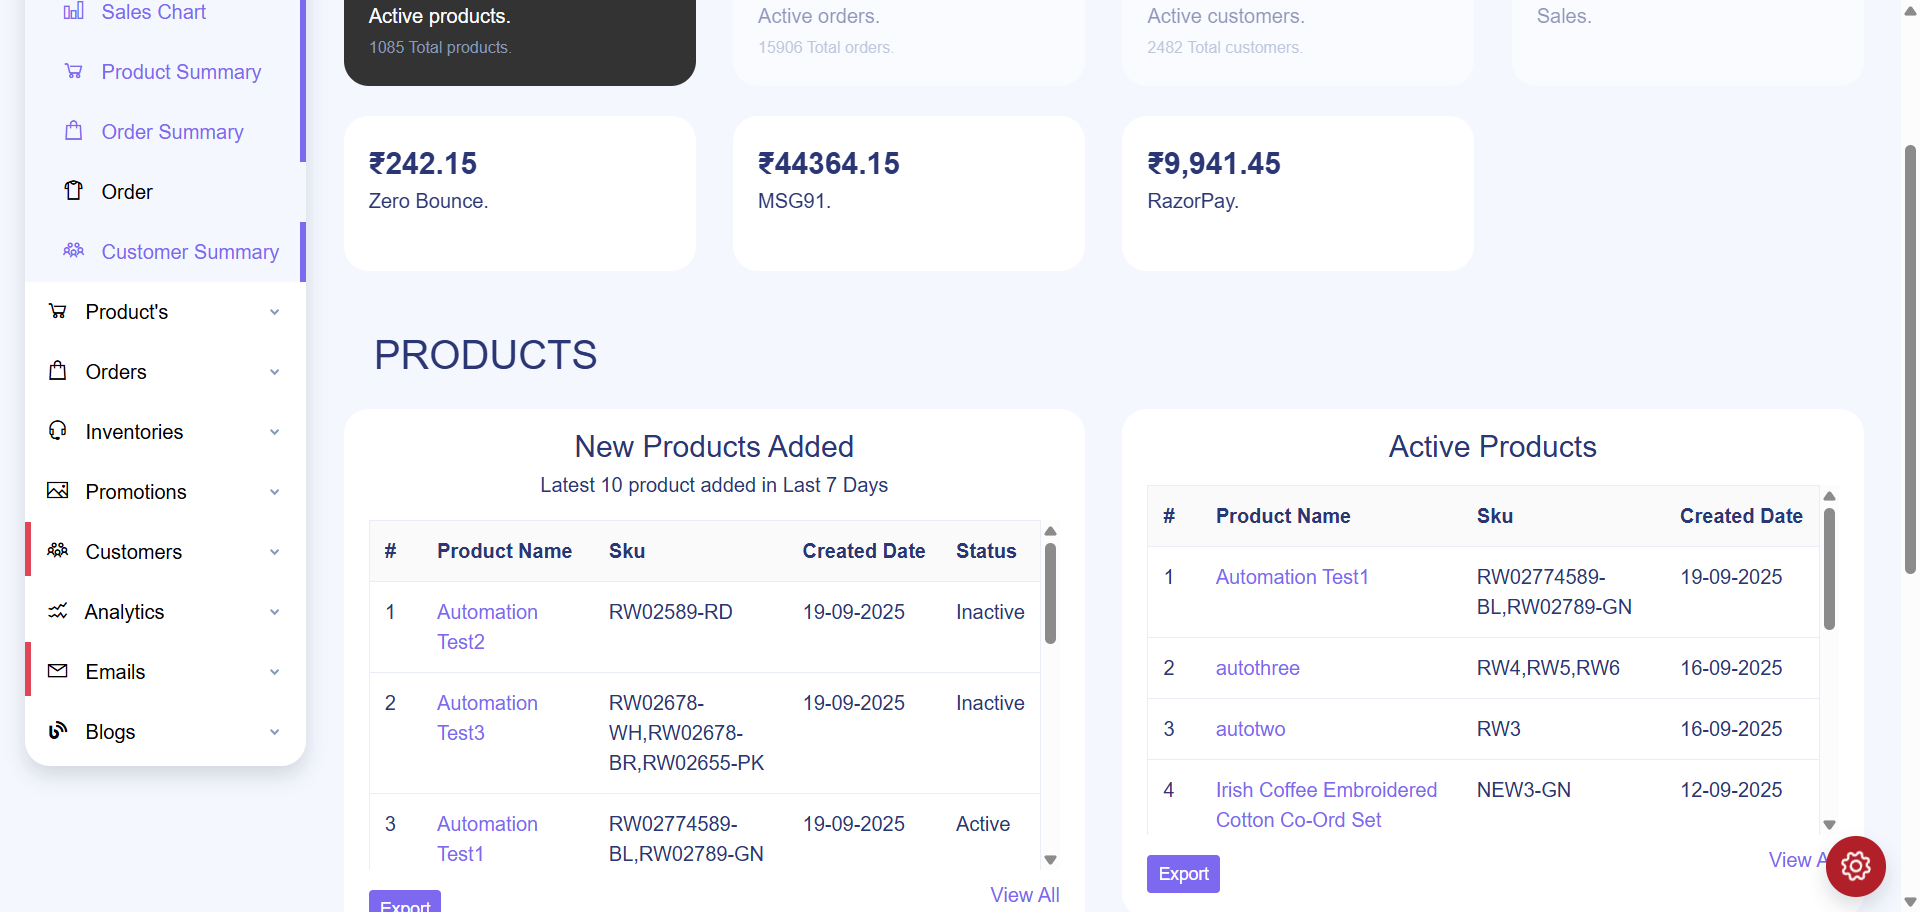 Sales Chart
Product Summary
Order Summary
Order
Customer Summary
Product's
Orders
Inventories
Promotions
Customers
Analytics
Emails
Blogs
Active products.
1085 Total products.
Active orders.
15906 Total orders.
Active customers.
2482 Total customers.
Sales.
₹242.15
Zero Bounce.
₹44364.15
MSG91.
₹9,941.45
RazorPay.
PRODUCTS
New Products Added
Latest 10 product added in Last 7 Days
# Product Name Sku Created Date Status
1 Automation RW02589-RD 19-09-2025 Inactive
Test2
2 Automation RW02678- 19-09-2025 Inactive
Test3 WH,RW02678-
BR,RW02655-PK
3 Automation RW02774589- 19-09-2025 Active
Test1 BL,RW02789-GN
View All
Export
Active Products
# Product Name Sku Created Date
1 Automation Test1 RW02774589- 19-09-2025
BL,RW02789-GN
2 autothree RW4,RW5,RW6 16-09-2025
3 autotwo RW3 16-09-2025
4 Irish Coffee Embroidered NEW3-GN 12-09-2025
Cotton Co-Ord Set
View A
Export